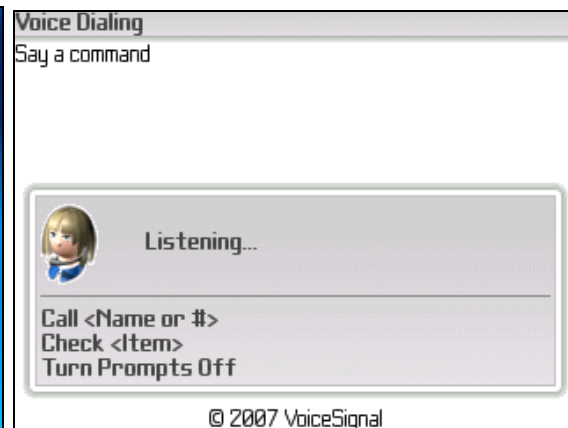 Voice Dialing
Say a command
Listening...
Call <Name or #>
Check <Item>
Turn Prompts Off
© 2007 VoiceSignal